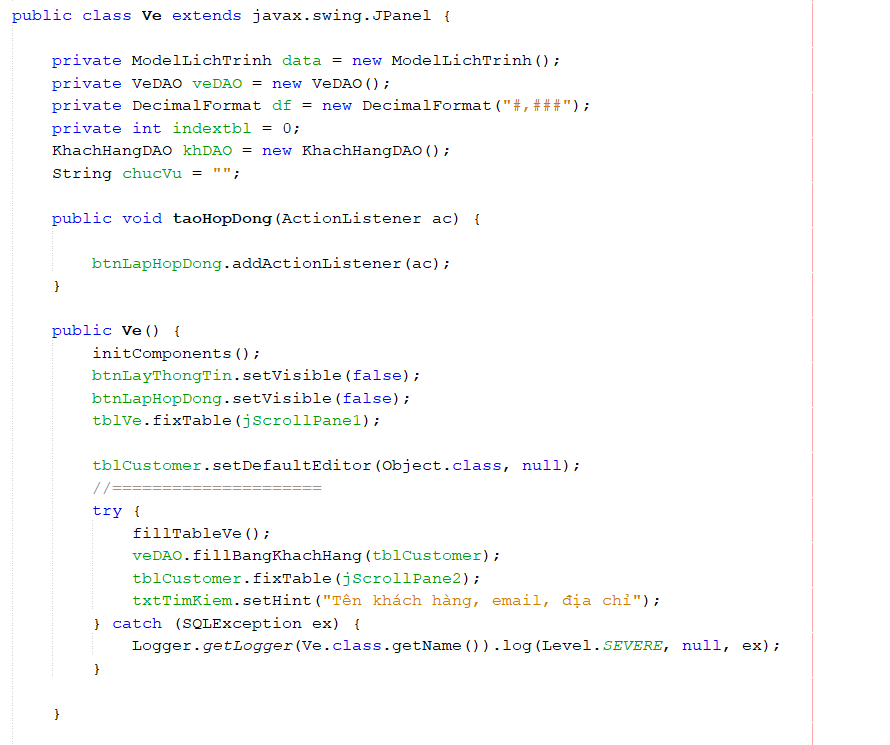 public class Ve extends javax.swing.JPanel {
private ModelLichTrinh data = new ModelLichTrinh();
private VeDAO veDAO = new VeDAO();
private DecimalFormat df = new DecimalFormat("#,###");
private int indextbl = 0;
KhachHangDAO khDAO = new KhachHangDAO();
String chucVu = "";
public void taoHopDong(ActionListener ac) {
btnLapHopDong.addActionListener(ac);
}
public Ve() {
initComponents();
btnLayThongTin.setVisible(false);
btnLapHopDong.setVisible(false);
tblVe.fixTable(jScrollPane1);
tblCustomer.setDefaultEditor(Object.class, null);
//=====================
try {
fillTableVe();
veDAO.fillBangKhachHang(tblCustomer);
tblCustomer.fixTable(jScrollPane2);
txtTimKiem.setHint("Tên khách hàng, email, địa chỉ");
} catch (SQLException ex) {
Logger.getLogger(Ve.class.getName()).log(Level.SEVERE, null, ex);
}
}